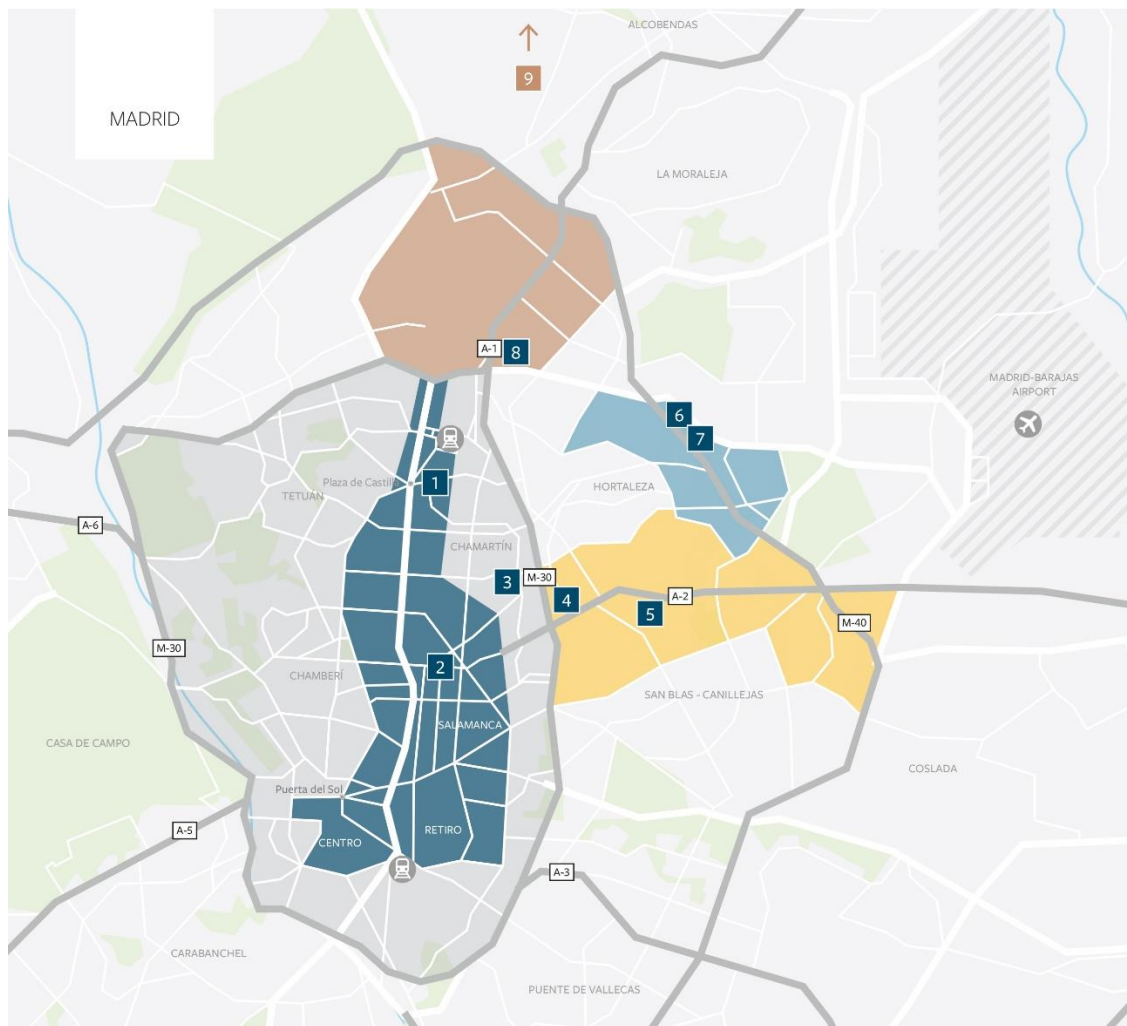 ALCOBENDAS
9
MADRID
LA MORALEJA
A-1
8
MADRID-BARAJAS
AIRPORT
6
7
Plaza de Castill
1
HORTALEZA
TETUAN
A-6
CHAMARTÍN
3
M-30
4
A-2
5
M-40
M-30
2
CHAMBERÍ
SAN BLAS - CANILLEJAS
SALAMANCA
CASA DE CAMPO
COSLADA
Puerta del Sol
A-5
RETIRO
CENTRO
A-3
CARABANCHEL
PUENTE DE VALLECAS